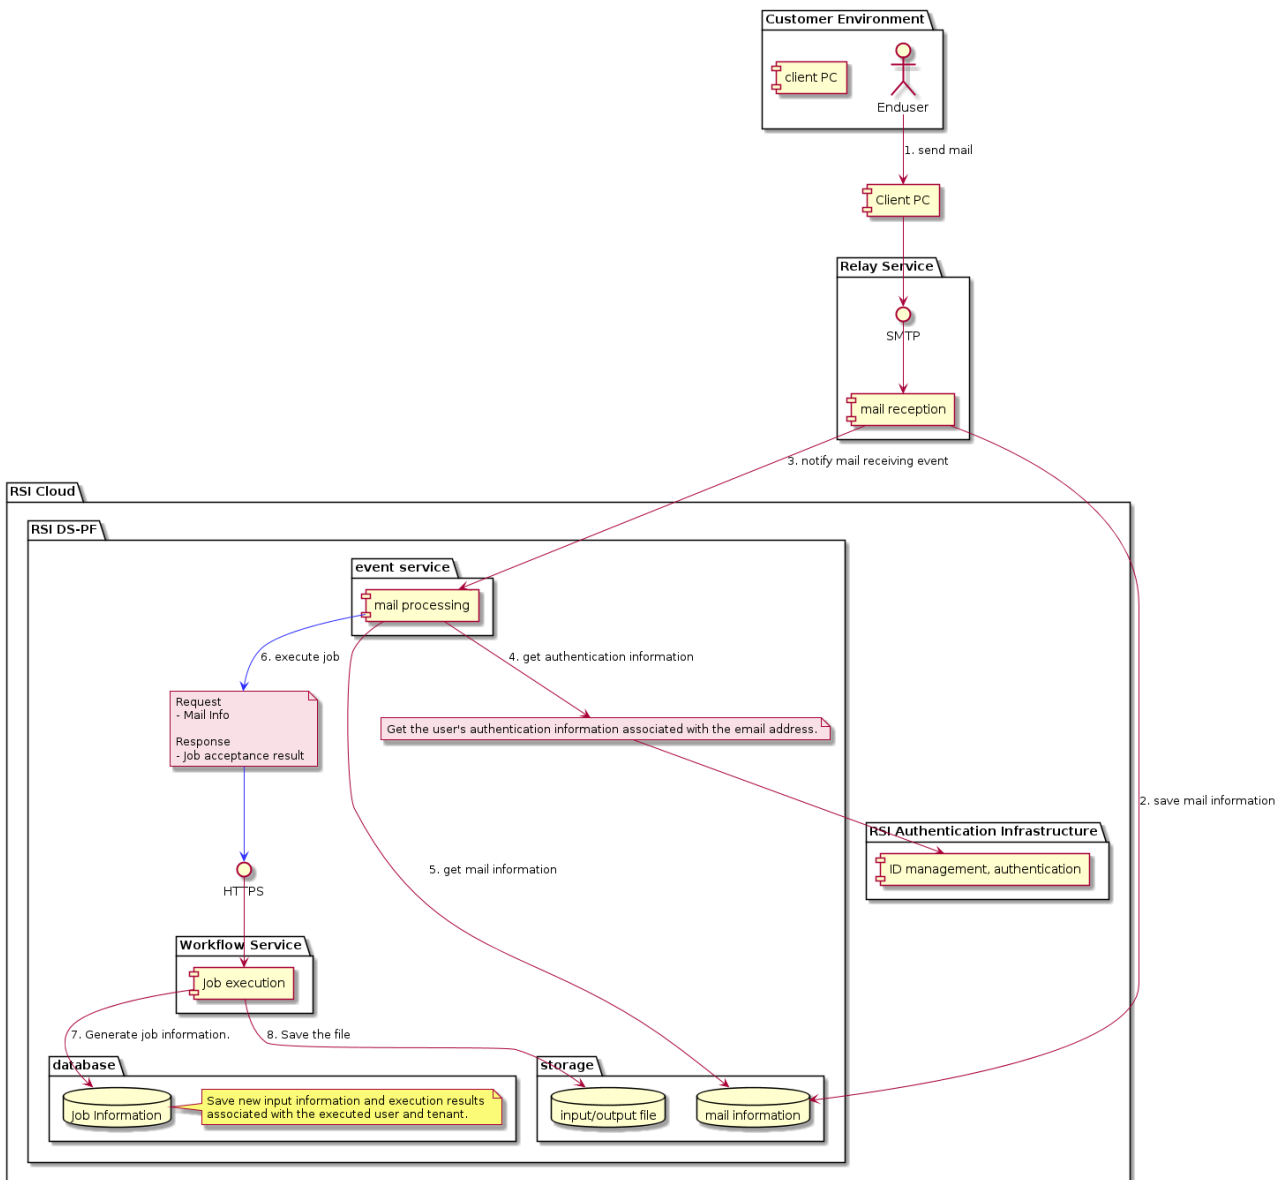 Customer Environment
client PC
Enduser
1. send mail
Client PC
Relay Service
SMTP
mail reception
3. notify mail receiving event
RSI Cloud
RSI DS-PF
event service
mail processing
6. execute job
4. get authentication information
Request
- Mail Info
Response
- Job acceptance result
Get the user's authentication information associated with the email address.
2. save mail information
RSI Authentication Infrastructure
ID management, authentication
5. get mail information
HTTPS
Workflow Service
Job execution
7. Generate job information.
8. Save the file
database
Job Information
Save new input information and execution results
associated with the executed user and tenant.
storage
input/output file
mail information